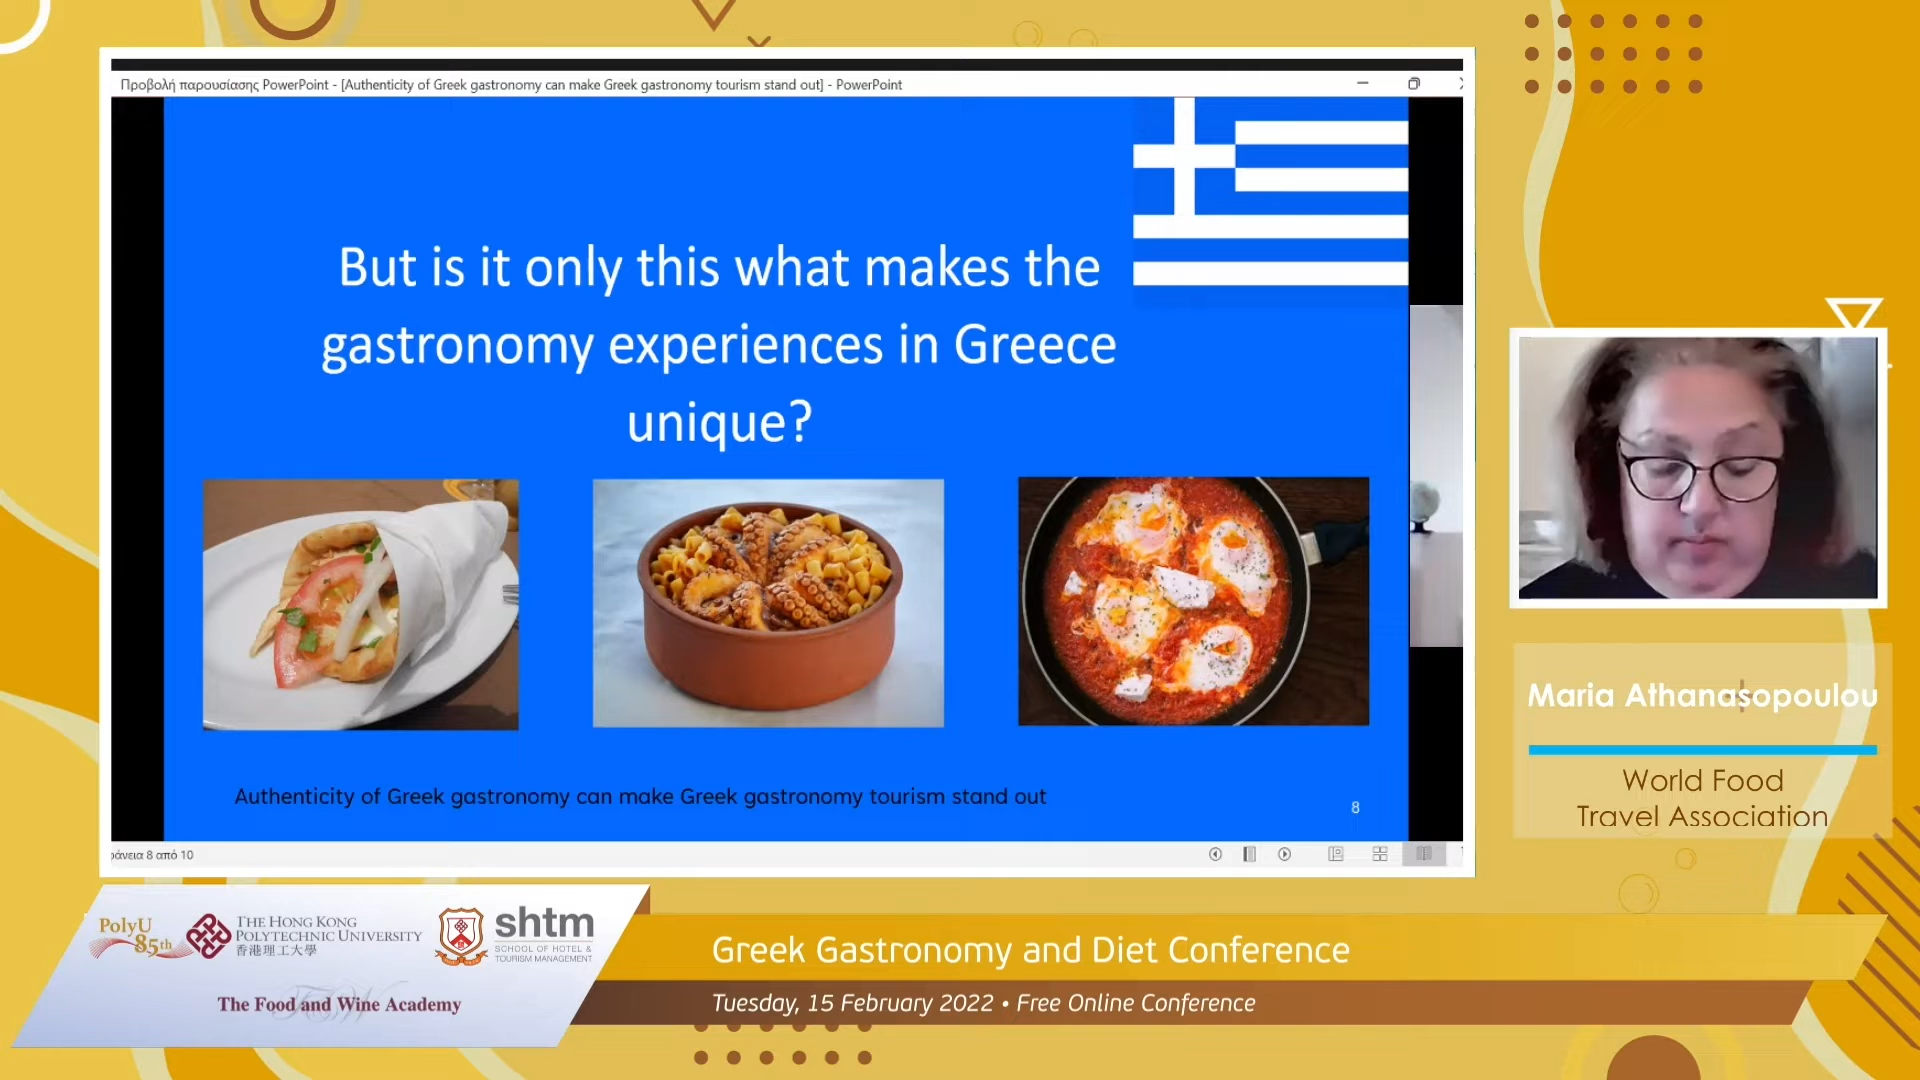 Προβολή παρουσίασης PowerPoint - [Authenticity of Greek gastronomy can make Greek gastronomy tourism stand out] - PowerPoint
But is it only this what makes the
gastronomy experiences in Greece
unique?
Authenticity of Greek gastronomy can make Greek gastronomy tourism stand out
8
φάνεια 8 από 10
Maria Athanasopoulou
World Food
Travel Association
PolyU
85th
THE HONG KONG
POLYTECHNIC UNIVERSITY
香港理工大學
shtm
SCHOOL OF HOTEL &
TOURISM MANAGEMENT
The Food and Wine Academy
Greek Gastronomy and Diet Conference
Tuesday, 15 February 2022 • Free Online Conference